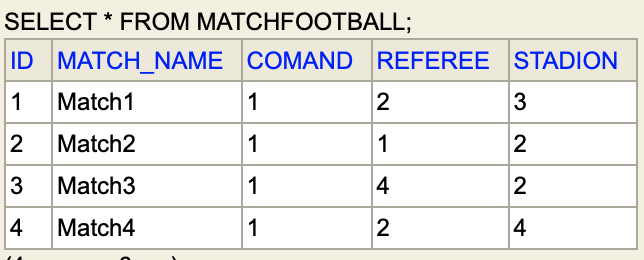 SELECT * FROM MATCHFOOTBALL;
ID MATCH_NAME COMAND REFEREE STADION
1 Match1 1 2 3
2 Match2 1 1 2
3 Match3 1 4 2
4 Match4 1 2 4